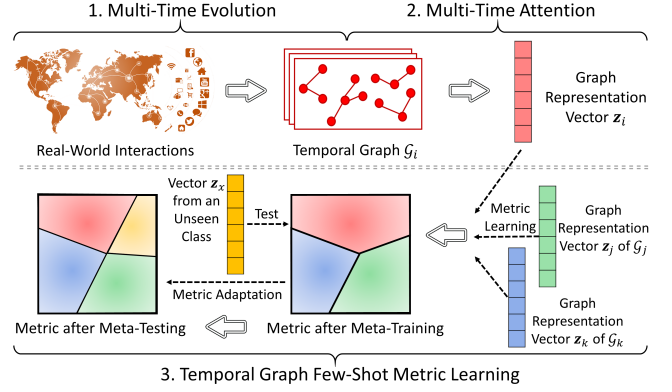 1. Multi-Time Evolution
2. Multi-Time Attention
Graph
Representation
Vector 𝒛ᵢ
Real-World Interactions
Temporal Graph 𝒢ᵢ
Vector 𝒛ₓ
from an
Unseen
Class
Test
Metric
Learning
Graph
Representation
Vector 𝒛ⱼ of 𝒢ⱼ
Metric Adaptation
Graph
Representation
Vector 𝒛ₖ of 𝒢ₖ
Metric after Meta-Testing
Metric after Meta-Training
3. Temporal Graph Few-Shot Metric Learning